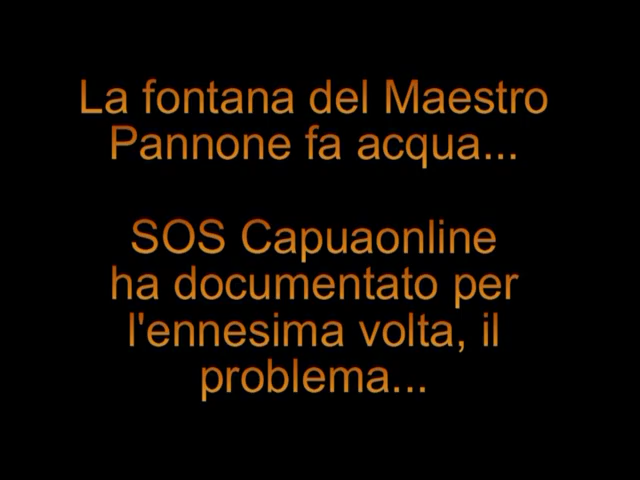 La fontana del Maestro
Pannone fa acqua...
SOS Capuaonline
ha documentato per
l'ennesima volta, il
problema...